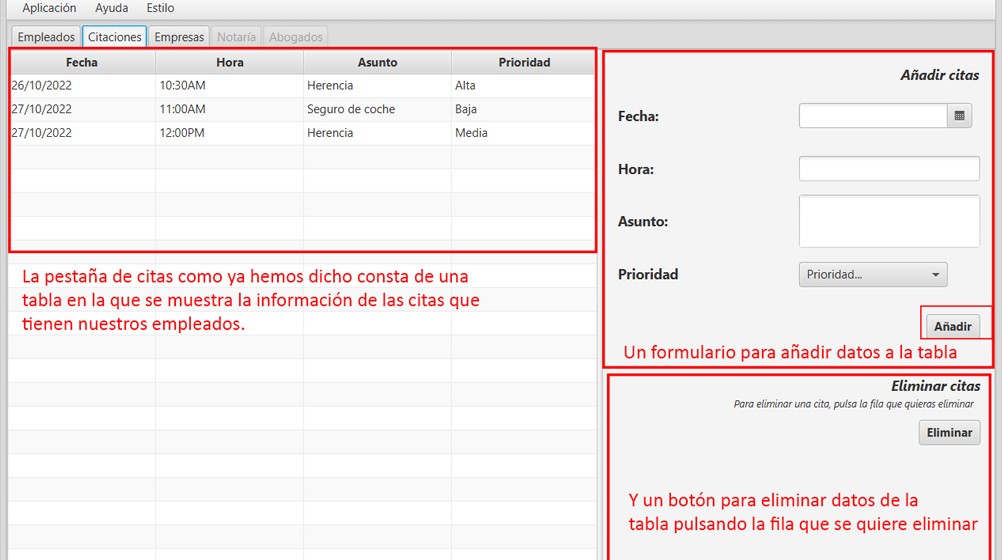 Aplicación Ayuda Estilo
Empleados Citaciones Empresas Notaría Abogados
Fecha Hora Asunto Prioridad
26/10/2022 10:30AM Herencia Alta
27/10/2022 11:00AM Seguro de coche Baja
27/10/2022 12:00PM Herencia Media
La pestaña de citas como ya hemos dicho consta de una
tabla en la que se muestra la información de las citas que
tienen nuestros empleados.
Añadir citas
Fecha:
Hora:
Asunto:
Prioridad Prioridad...
Añadir
Un formulario para añadir datos a la tabla
Eliminar citas
Para eliminar una cita, pulsa la fila que quieras eliminar
Eliminar
Y un botón para eliminar datos de la
tabla pulsando la fila que se quiere eliminar